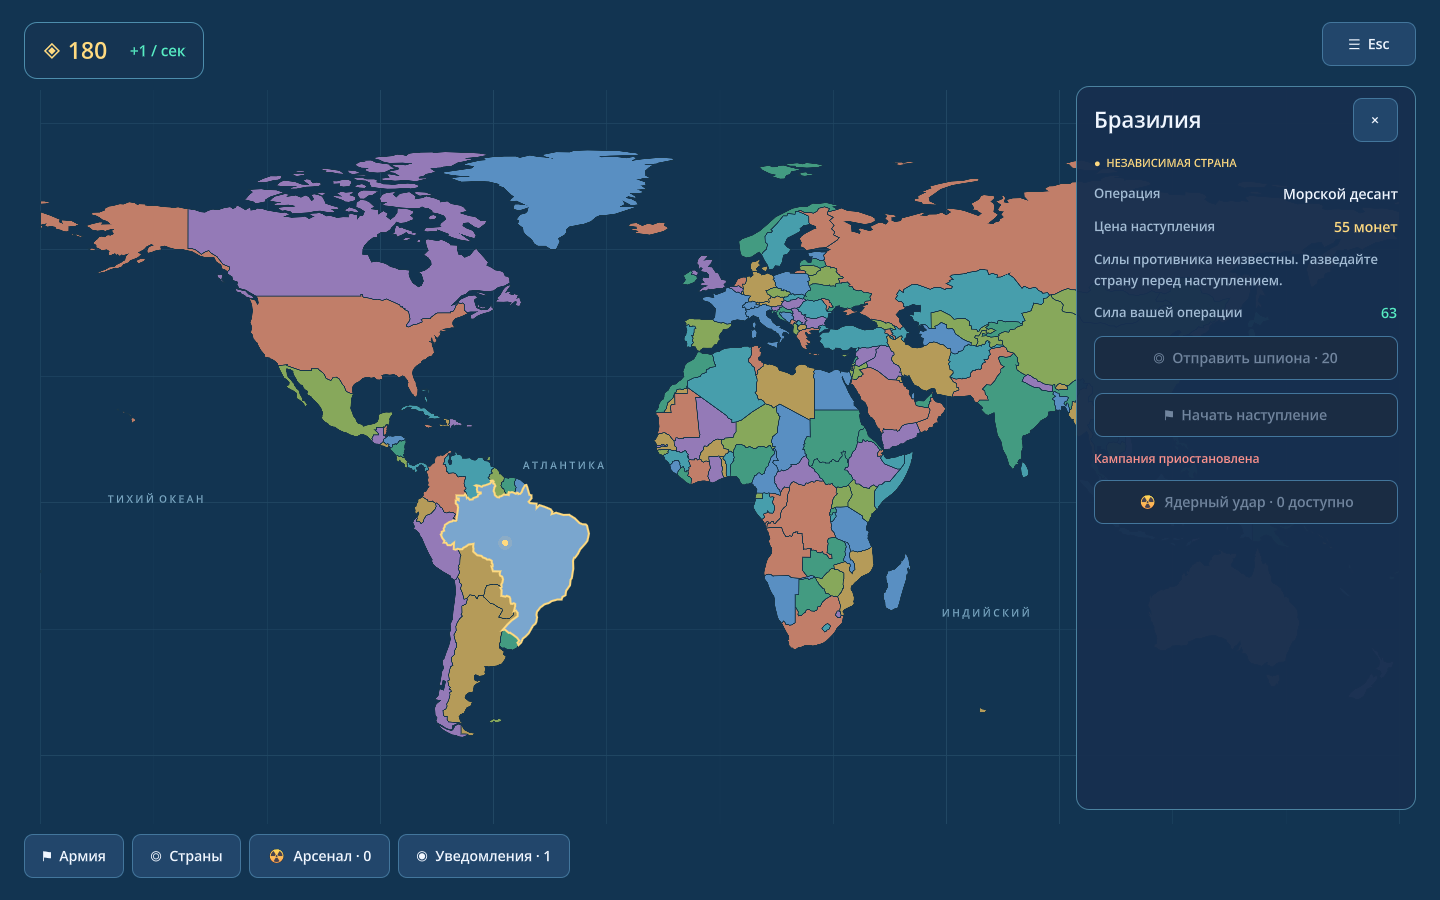 180 +1 / сек
Esc
Бразилия
×
НЕЗАВИСИМАЯ СТРАНА
Операция Морской десант
Цена наступления 55 монет
Силы противника неизвестны. Разведайте
страну перед наступлением.
Сила вашей операции 63
Отправить шпиона · 20
Начать наступление
Кампания приостановлена
Ядерный удар · 0 доступно
АТЛАНТИКА
ТИХИЙ ОКЕАН
ИНДИЙСКИЙ
Армия
Страны
Арсенал · 0
Уведомления · 1